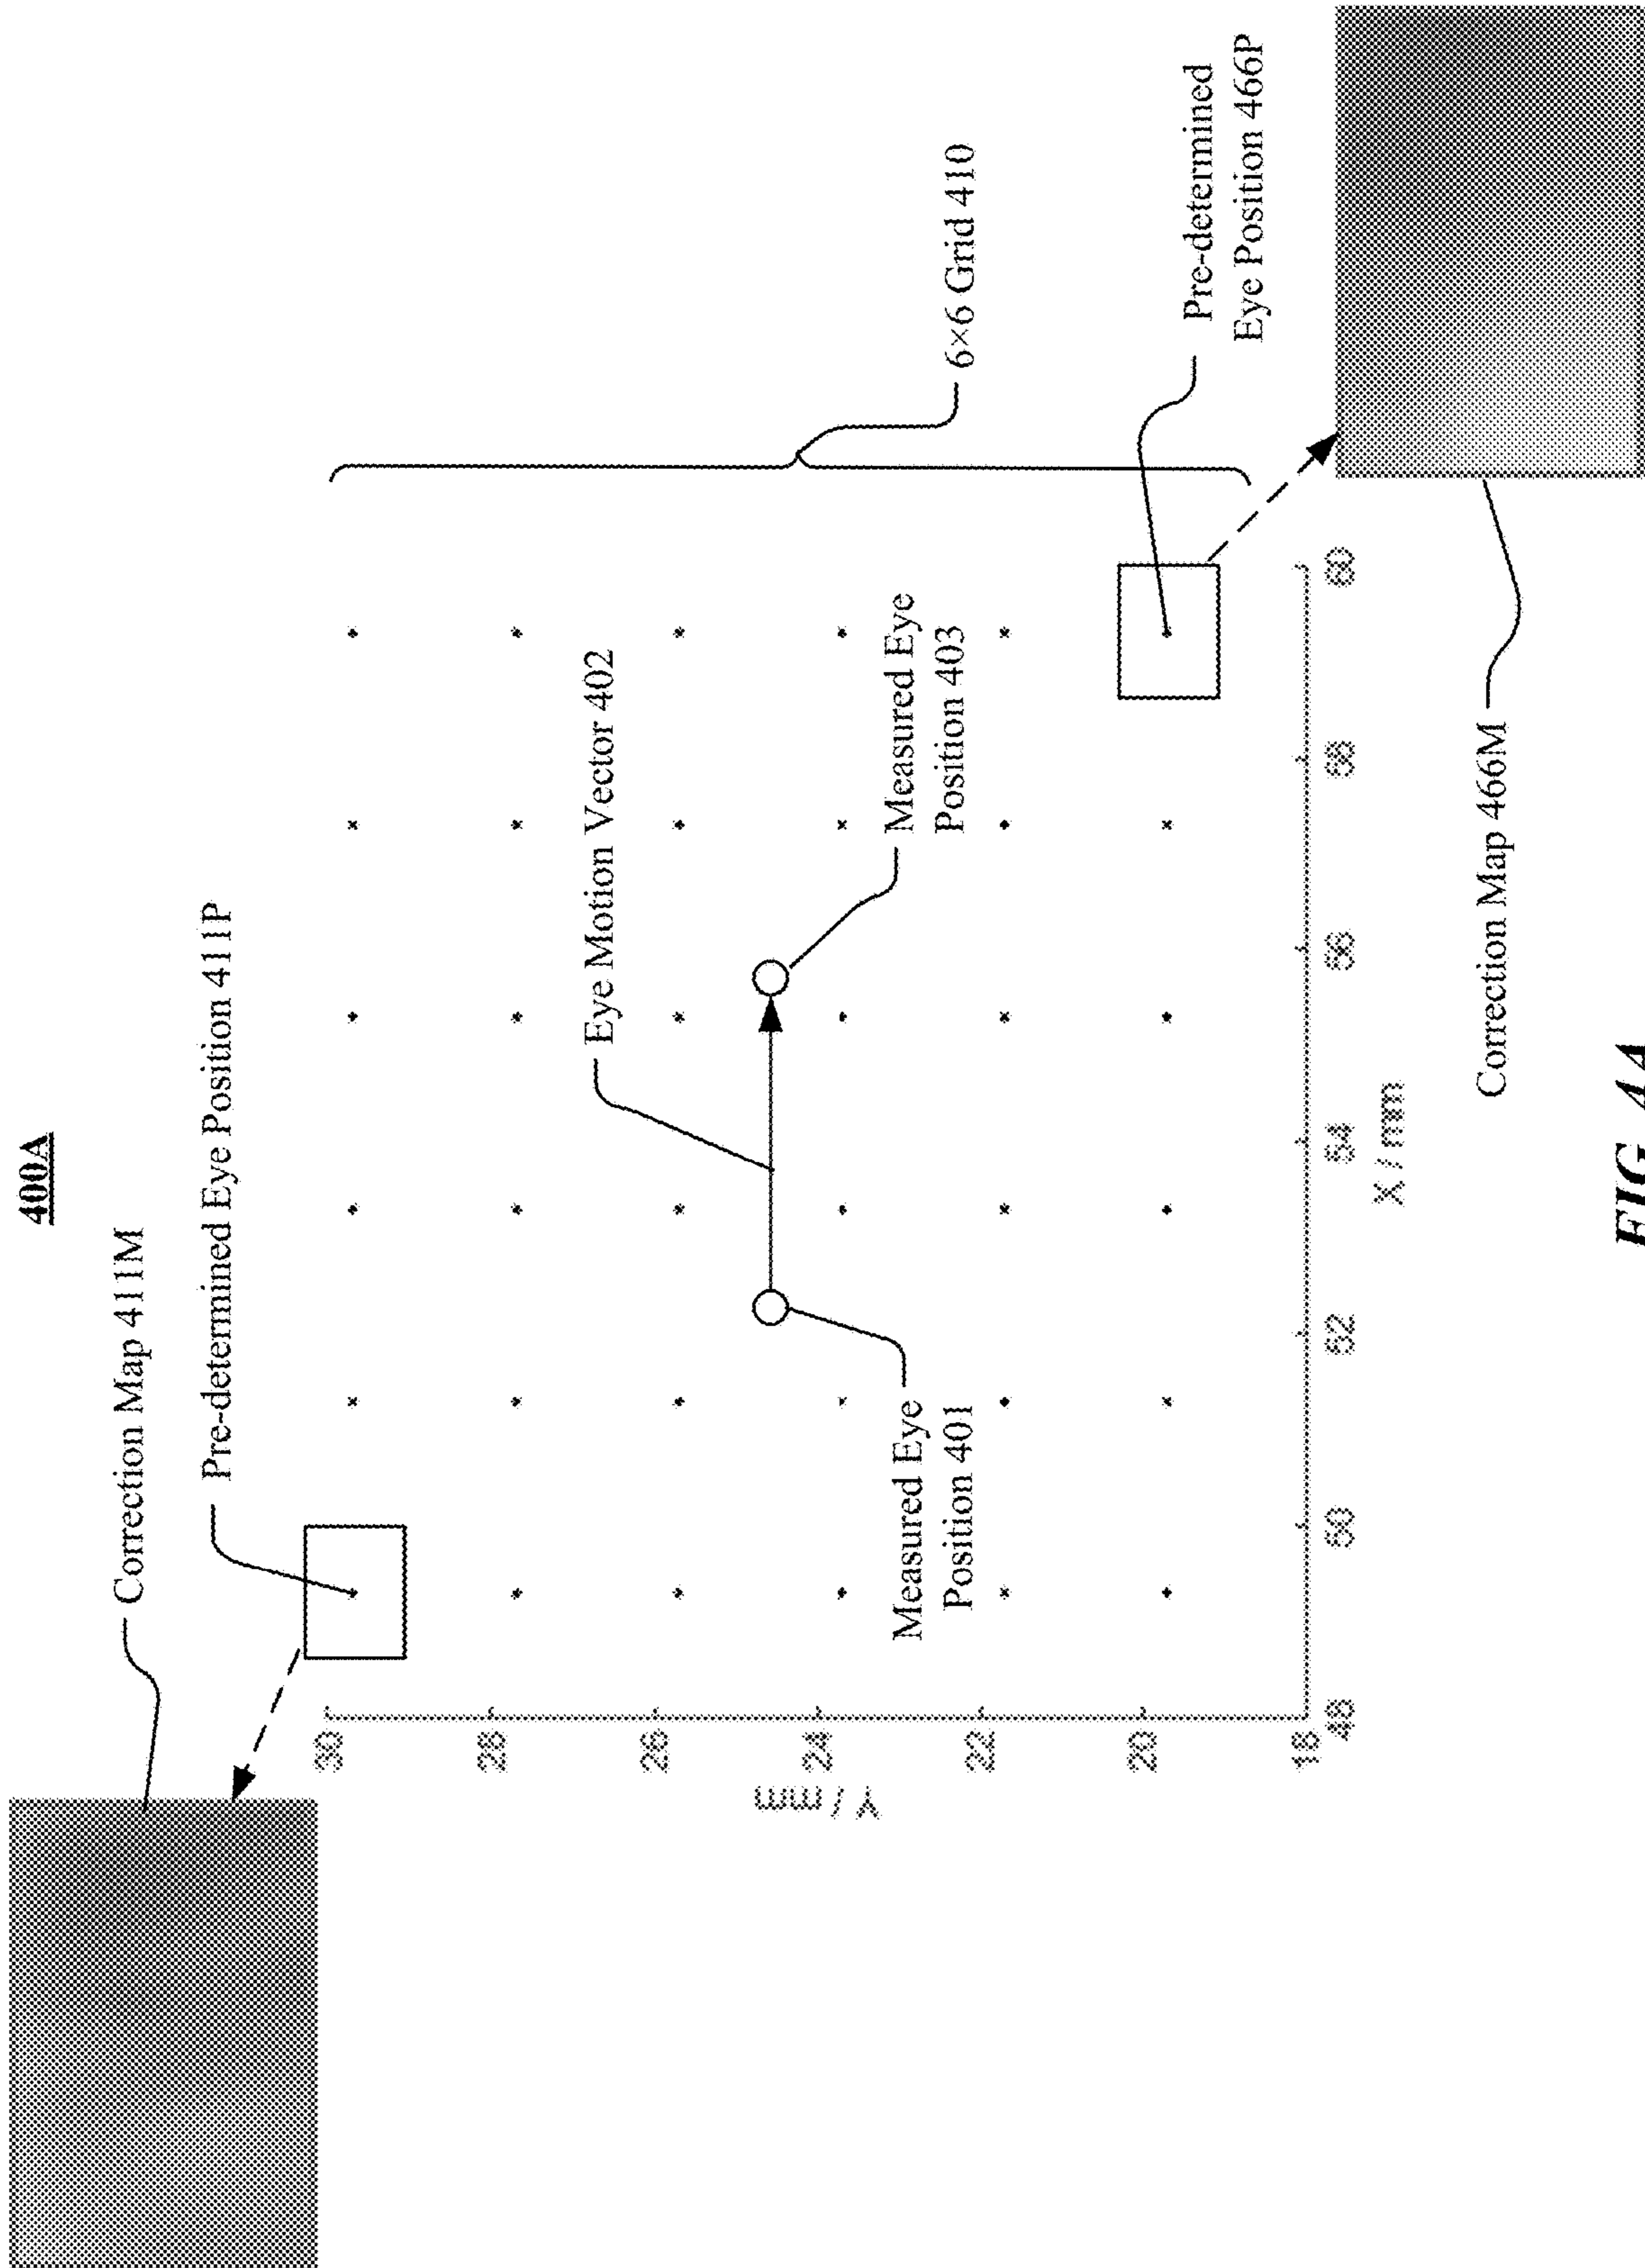 400A
Correction Map 411M
Pre-determined Eye Position 411P
Eye Motion Vector 402
Measured Eye
Position 401
Measured Eye
Position 403
6×6 Grid 410
Pre-determined
Eye Position 466P
Y / mm
30
28
26
24
22
20
18
48
50
52
54
56
58
60
X / mm
Correction Map 466M
FIG. 4A